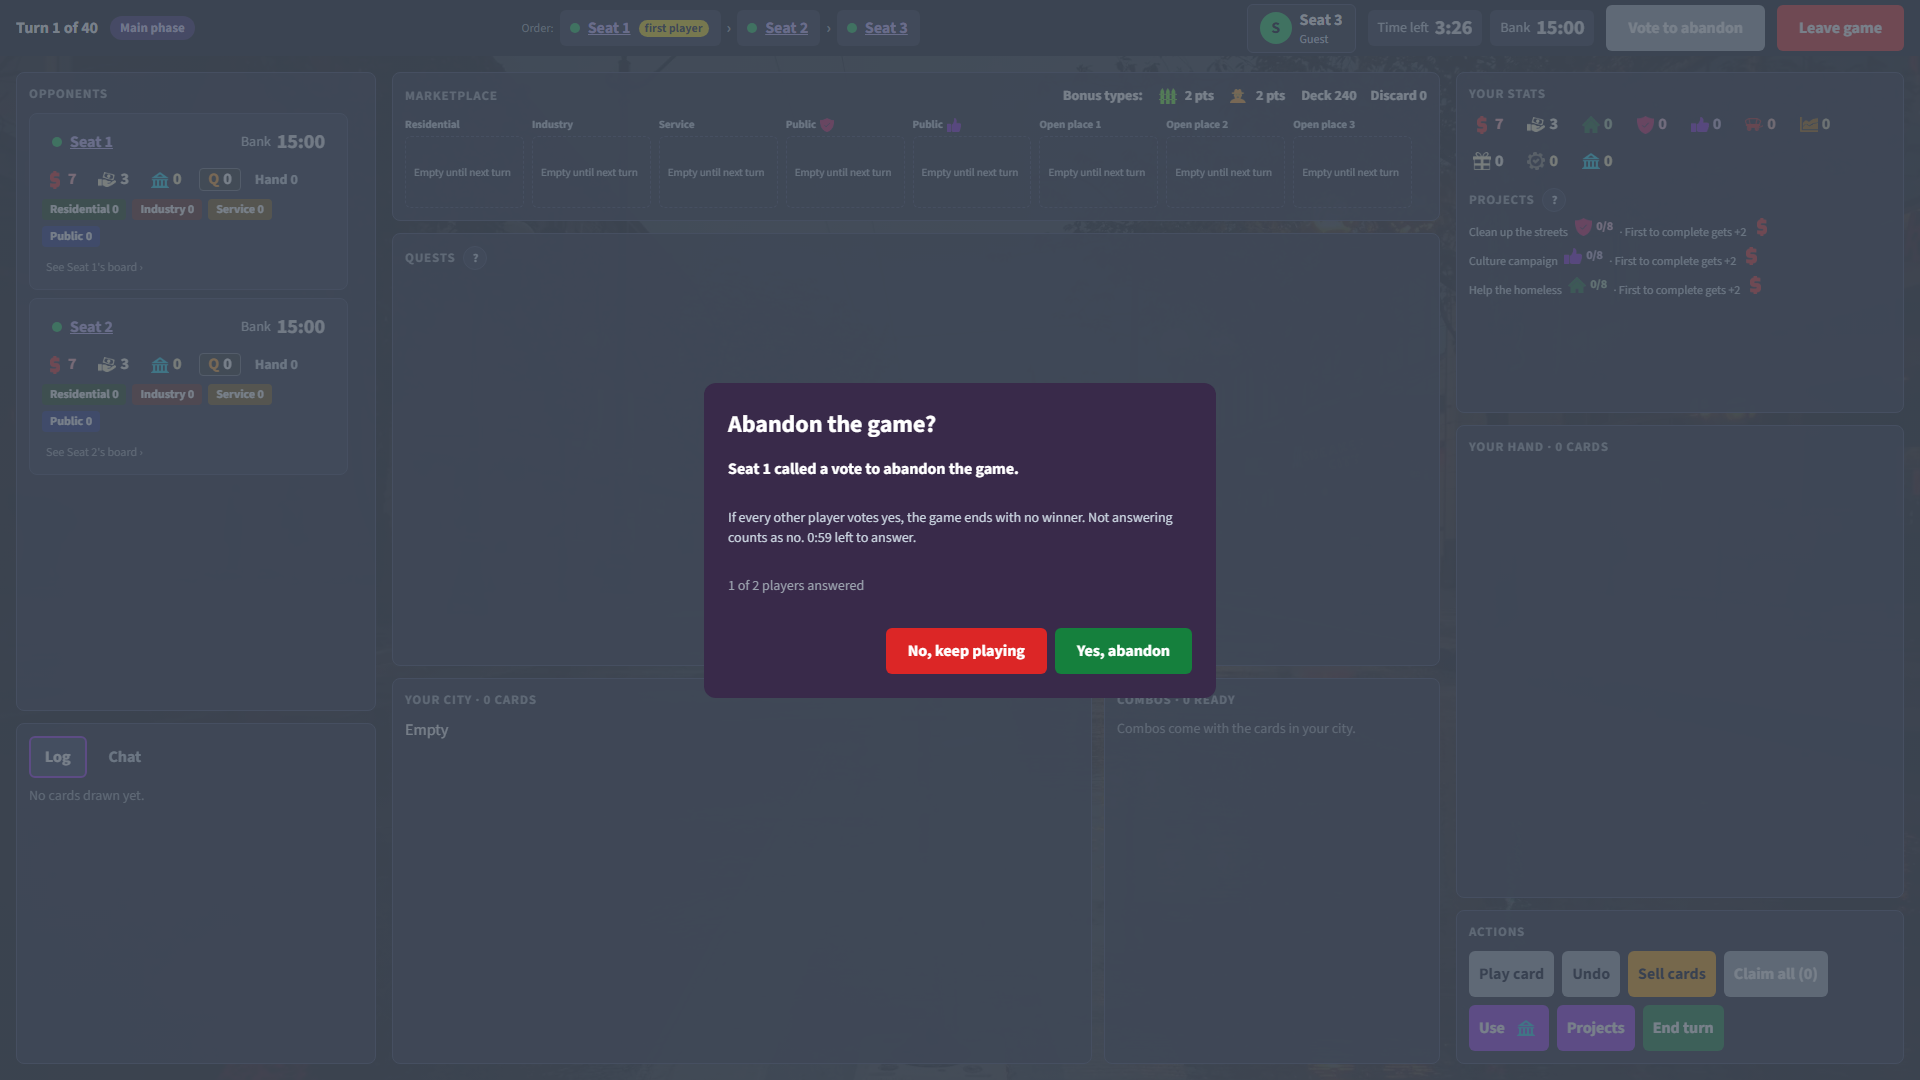 Turn 1 of 40
Main phase
Order:
Seat 1
first player
›
Seat 2
›
Seat 3
S
Seat 3
Guest
Time left 3:26
Bank 15:00
Vote to abandon
Leave game
OPPONENTS
Seat 1
Bank 15:00
$ 7
3
0
Q 0
Hand 0
Residential 0
Industry 0
Service 0
Public 0
See Seat 1's board ›
Seat 2
Bank 15:00
$ 7
3
0
Q 0
Hand 0
Residential 0
Industry 0
Service 0
Public 0
See Seat 2's board ›
Log
Chat
No cards drawn yet.
MARKETPLACE
Bonus types:
2 pts
2 pts
Deck 240
Discard 0
Residential
Industry
Service
Public
Public
Open place 1
Open place 2
Open place 3
Empty until next turn
Empty until next turn
Empty until next turn
Empty until next turn
Empty until next turn
Empty until next turn
Empty until next turn
Empty until next turn
QUESTS ?
Abandon the game?
Seat 1 called a vote to abandon the game.
If every other player votes yes, the game ends with no winner. Not answering
counts as no. 0:59 left to answer.
1 of 2 players answered
No, keep playing
Yes, abandon
YOUR CITY · 0 CARDS
Empty
COMBOS · 0 READY
Combos come with the cards in your city.
YOUR STATS
$ 7
3
0
0
0
0
0
0
0
0
PROJECTS ?
Clean up the streets 0/8 · First to complete gets +2 $
Culture campaign 0/8 · First to complete gets +2 $
Help the homeless 0/8 · First to complete gets +2 $
YOUR HAND · 0 CARDS
ACTIONS
Play card
Undo
Sell cards
Claim all (0)
Use
Projects
End turn